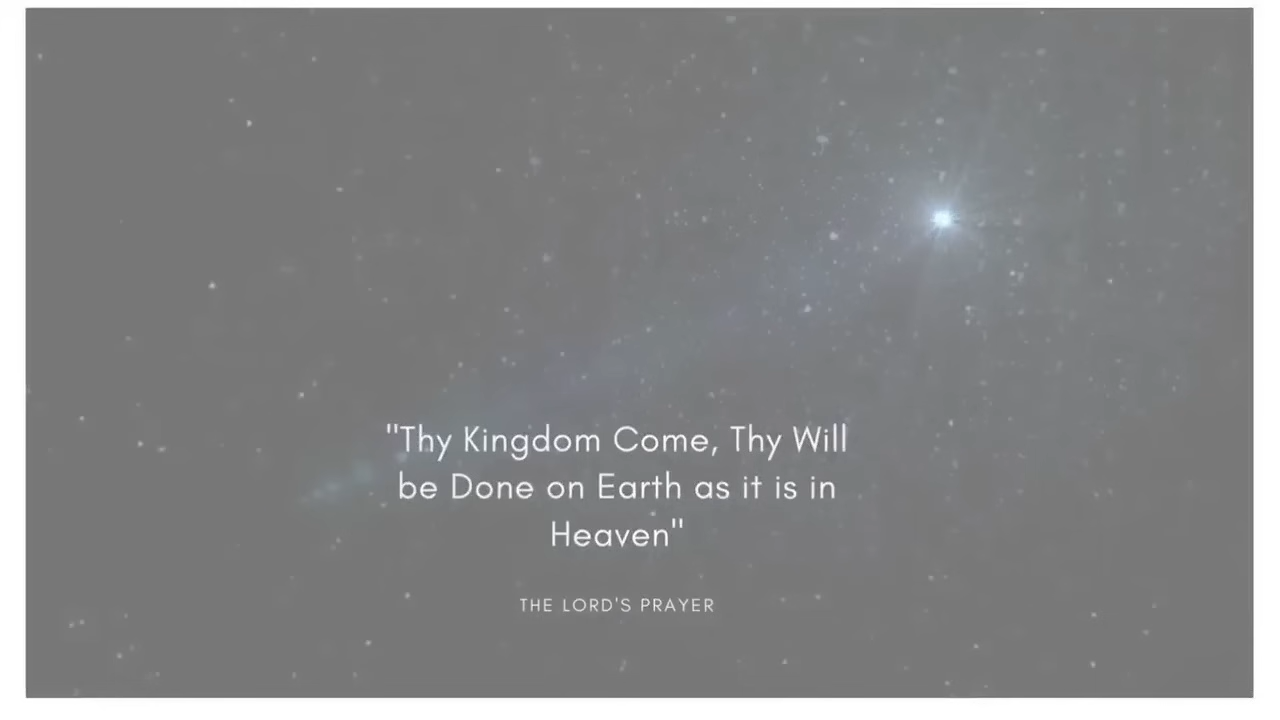 "Thy Kingdom Come, Thy Will
be Done on Earth as it is in
Heaven"
THE LORD'S PRAYER